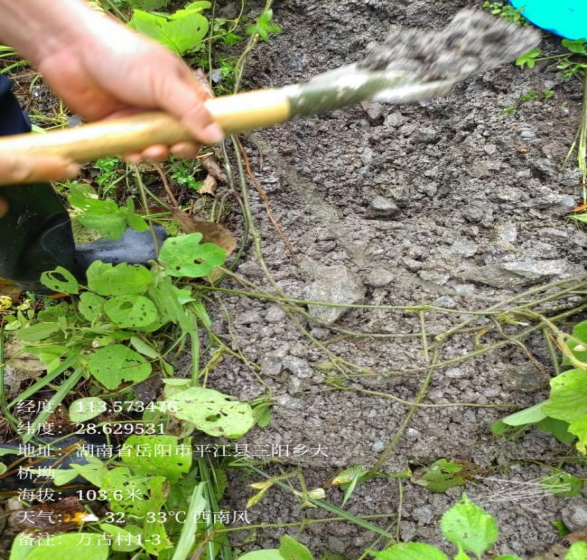 经度：113.573476
纬度：28.629531
地址：湖南省岳阳市平江县三阳乡大
桥坳
海拔：103.6米
天气： 32~33℃ 西南风
备注：万古村1-3